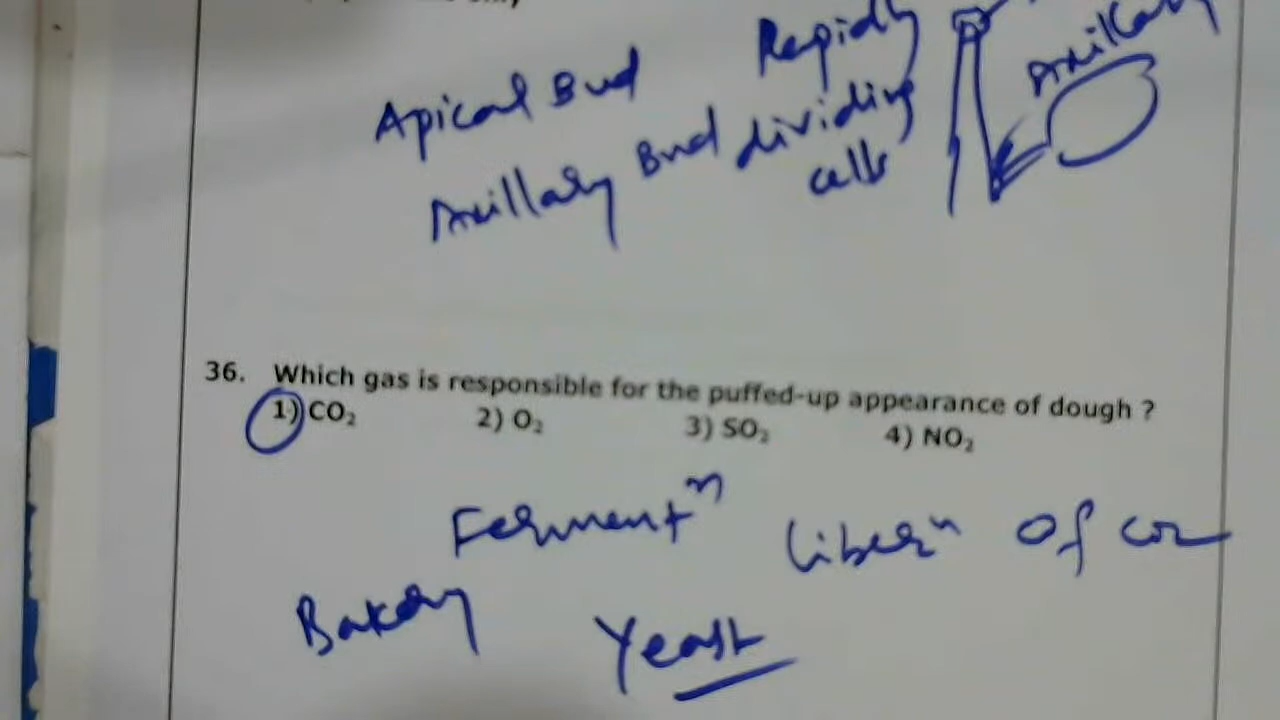 Apical Bud
Axillary Bud
Rapidly
dividing
cells
Axillary
36. Which gas is responsible for the puffed-up appearance of dough ?
1) CO₂ 2) O₂ 3) SO₂ 4) NO₂
Fermentⁿ Liberⁿ Of CO2
Bakery Yeast